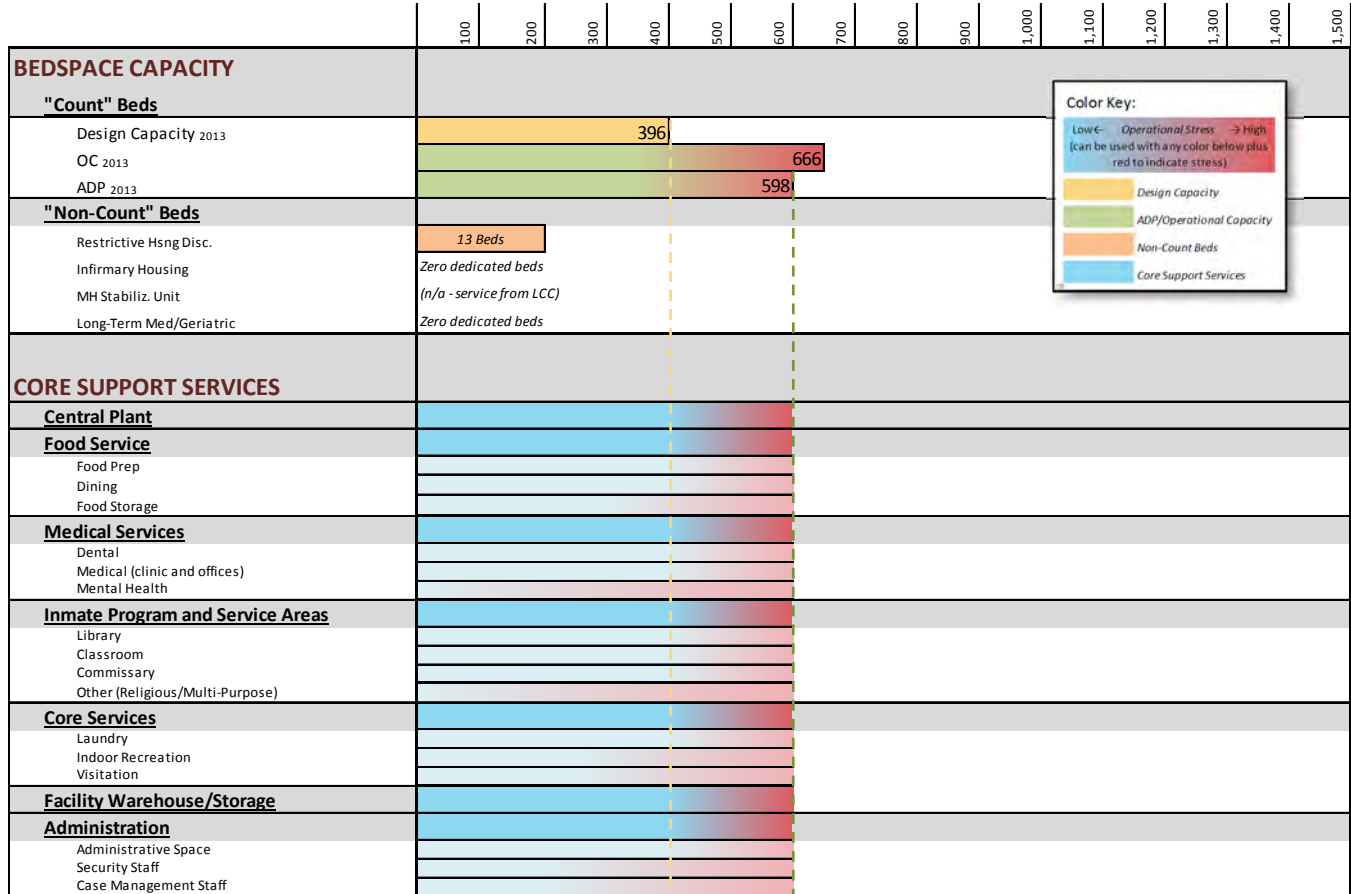 100 200 300 400 500 600 700 800 900 1,000 1,100 1,200 1,300 1,400 1,500
BEDSPACE CAPACITY
"Count" Beds
Design Capacity 2013 396
OC 2013 666
ADP 2013 598
"Non-Count" Beds
Restrictive Hsng Disc. 13 Beds
Infirmary Housing Zero dedicated beds
MH Stabiliz. Unit (n/a - service from LCC)
Long-Term Med/Geriatric Zero dedicated beds
Color Key:
Low← Operational Stress → High
(can be used with any color below plus
red to indicate stress)
Design Capacity
ADP/Operational Capacity
Non-Count Beds
Core Support Services
CORE SUPPORT SERVICES
Central Plant
Food Service
Food Prep
Dining
Food Storage
Medical Services
Dental
Medical (clinic and offices)
Mental Health
Inmate Program and Service Areas
Library
Classroom
Commissary
Other (Religious/Multi-Purpose)
Core Services
Laundry
Indoor Recreation
Visitation
Facility Warehouse/Storage
Administration
Administrative Space
Security Staff
Case Management Staff